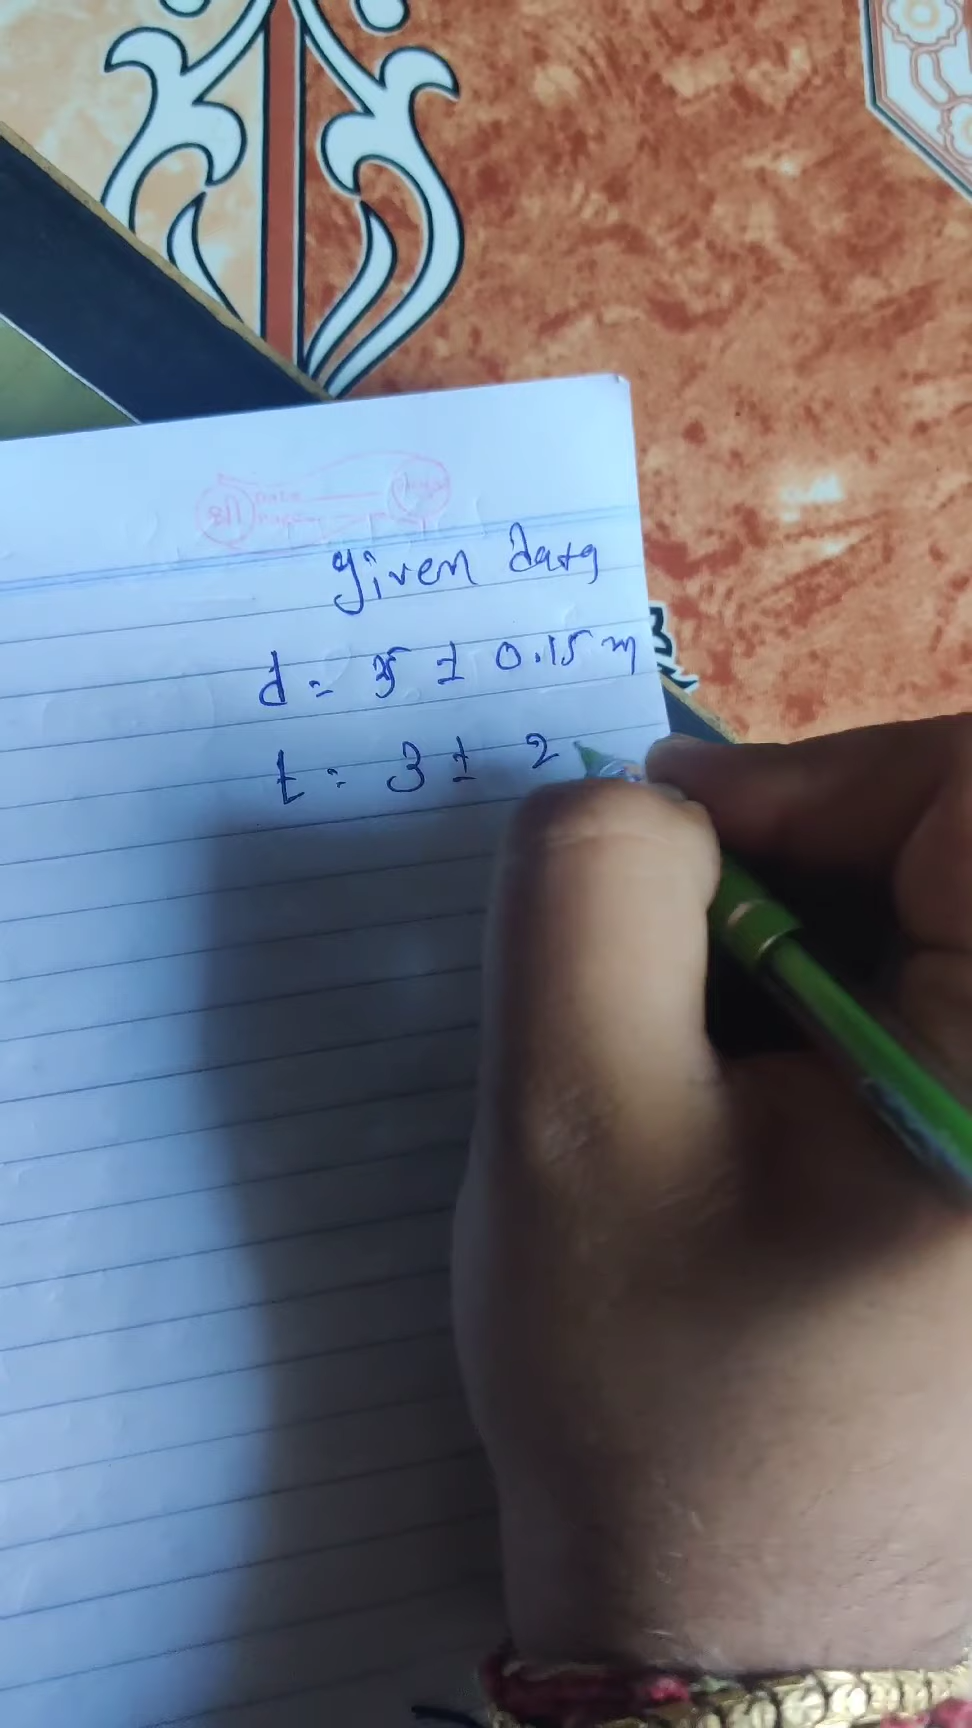 given data
d = 35 ± 0.15 m
t = 3 ± 2